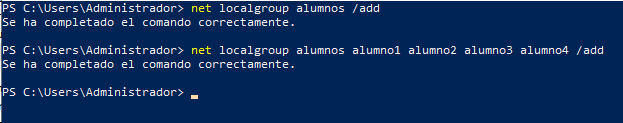 PS C:\Users\Administrador> net localgroup alumnos /add
Se ha completado el comando correctamente.
PS C:\Users\Administrador> net localgroup alumnos alumno1 alumno2 alumno3 alumno4 /add
Se ha completado el comando correctamente.
PS C:\Users\Administrador> _